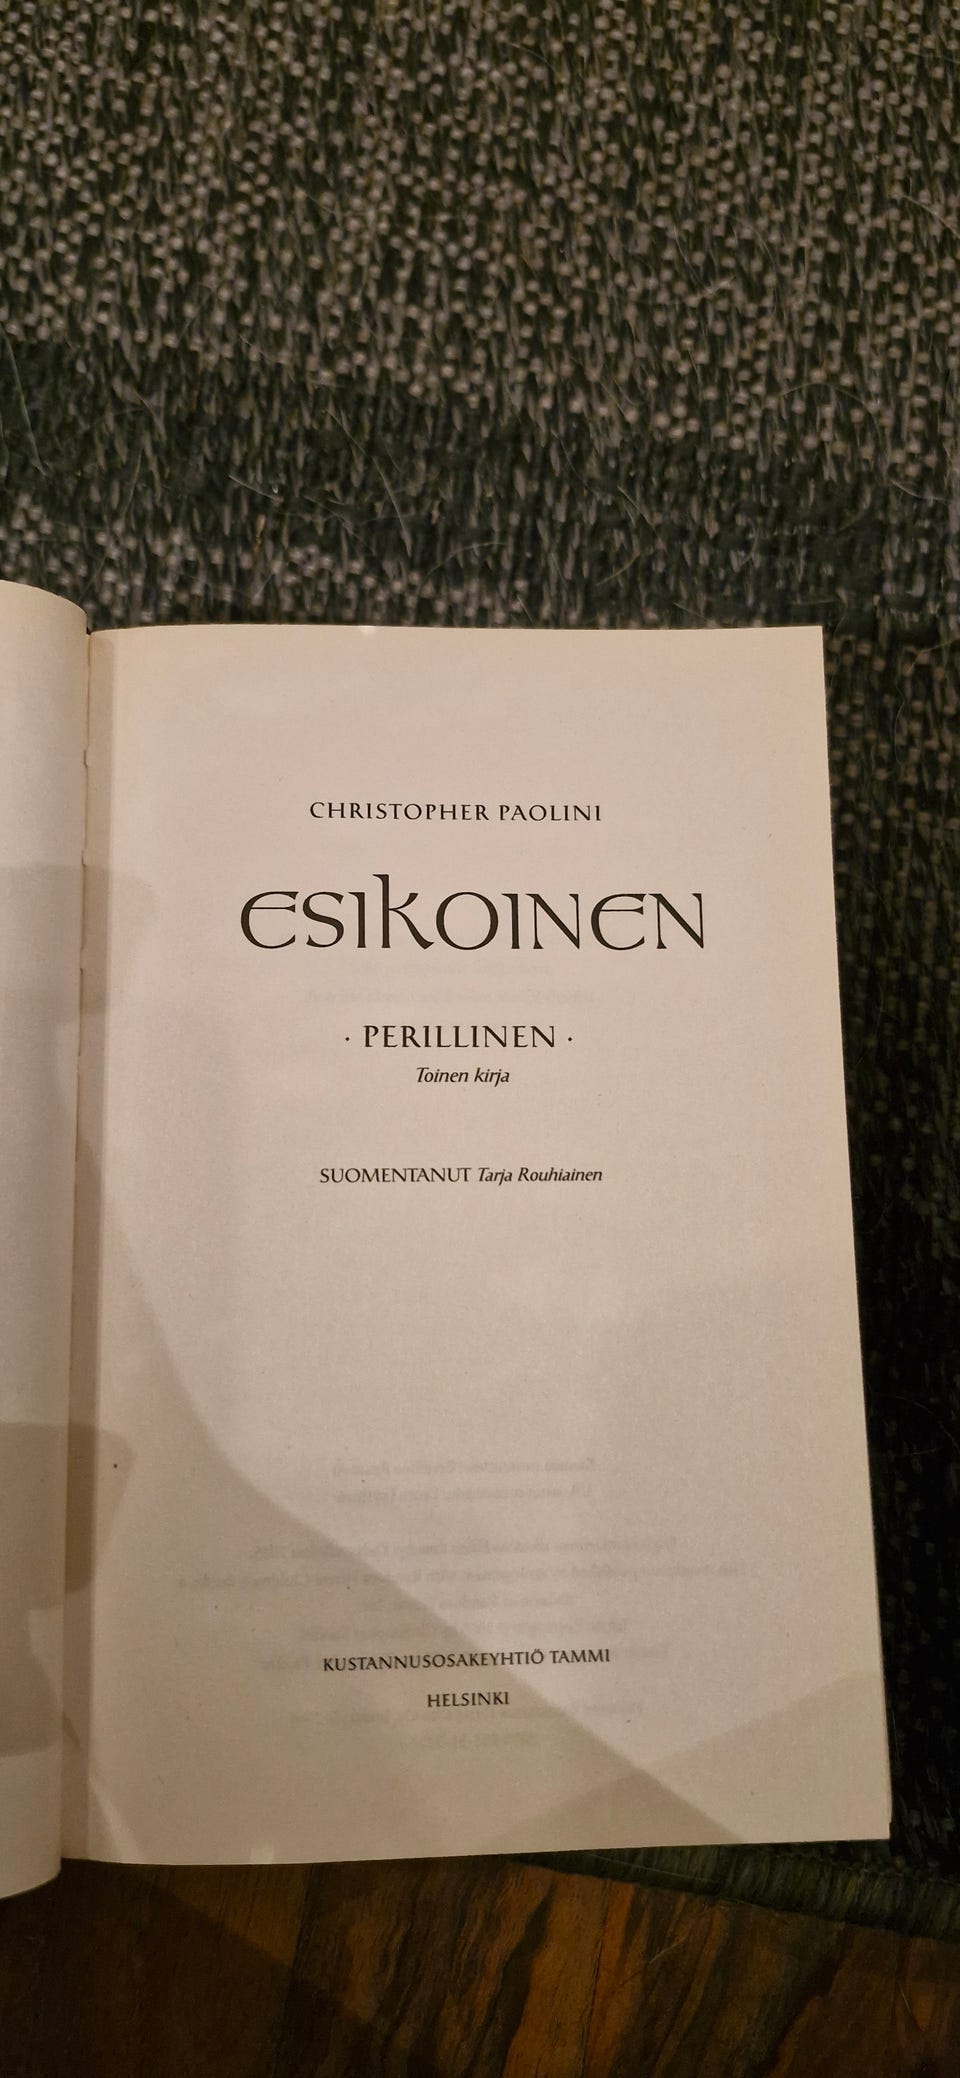 CHRISTOPHER PAOLINI
ESIKOINEN
· PERILLINEN ·
Toinen kirja
SUOMENTANUT Tarja Rouhiainen
KUSTANNUSOSAKEYHTIÖ TAMMI
HELSINKI